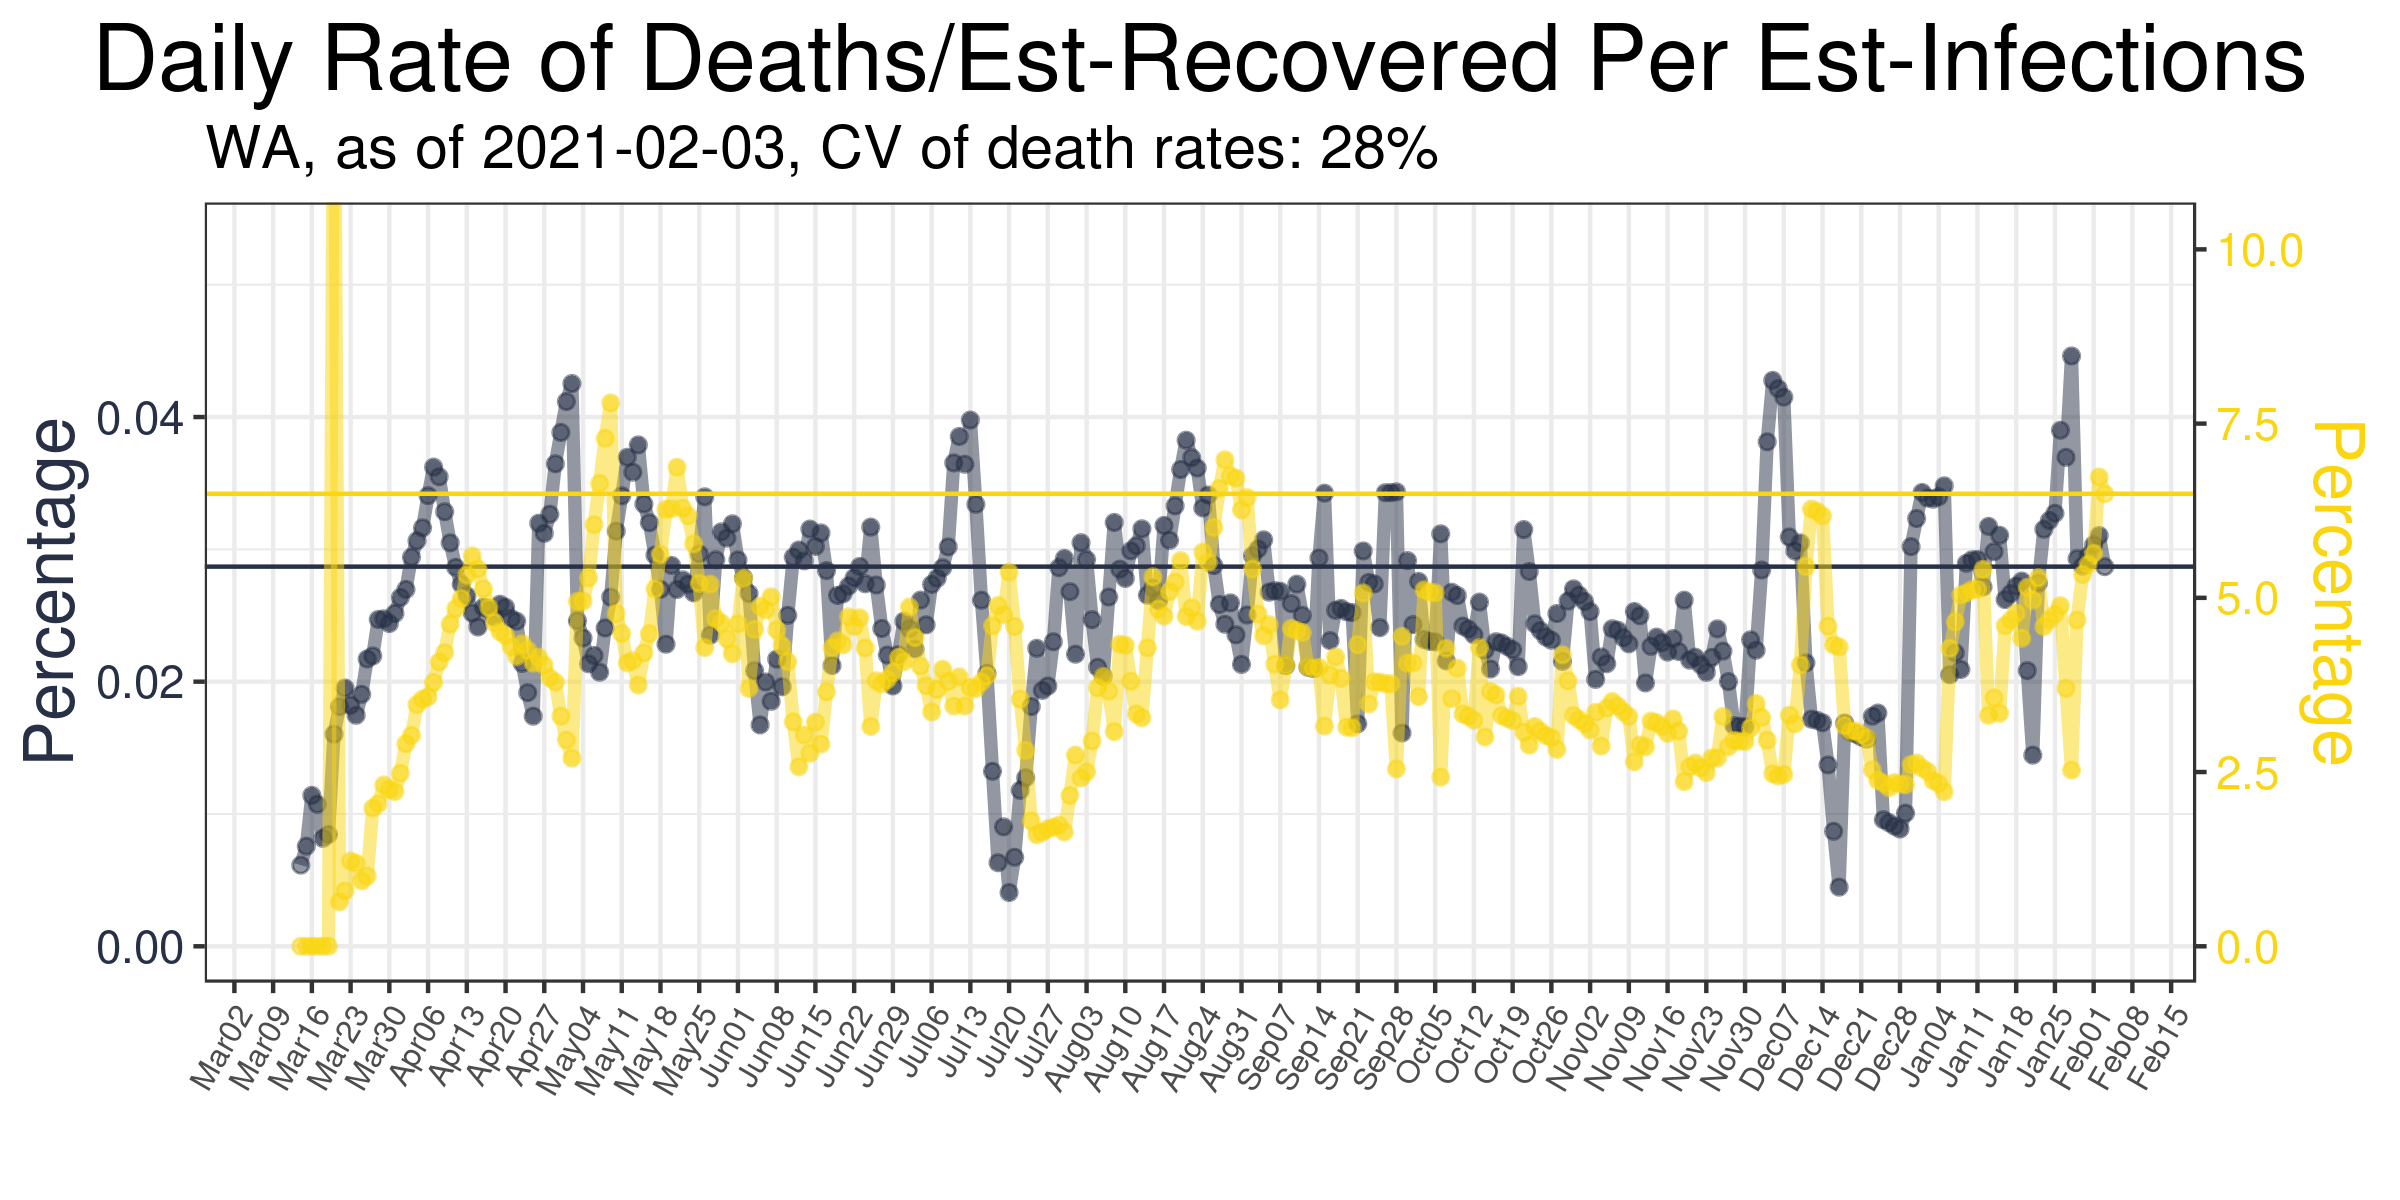 Daily Rate of Deaths/Est-Recovered Per Est-Infections
WA, as of 2021-02-03, CV of death rates: 28%
Percentage
0.04
0.02
0.00
10.0
7.5
5.0
2.5
0.0
Percentage
Mar02
Mar09
Mar16
Mar23
Mar30
Apr06
Apr13
Apr20
Apr27
May04
May11
May18
May25
Jun01
Jun08
Jun15
Jun22
Jun29
Jul06
Jul13
Jul20
Jul27
Aug03
Aug10
Aug17
Aug24
Aug31
Sep07
Sep14
Sep21
Sep28
Oct05
Oct12
Oct19
Oct26
Nov02
Nov09
Nov16
Nov23
Nov30
Dec07
Dec14
Dec21
Dec28
Jan04
Jan11
Jan18
Jan25
Feb01
Feb08
Feb15